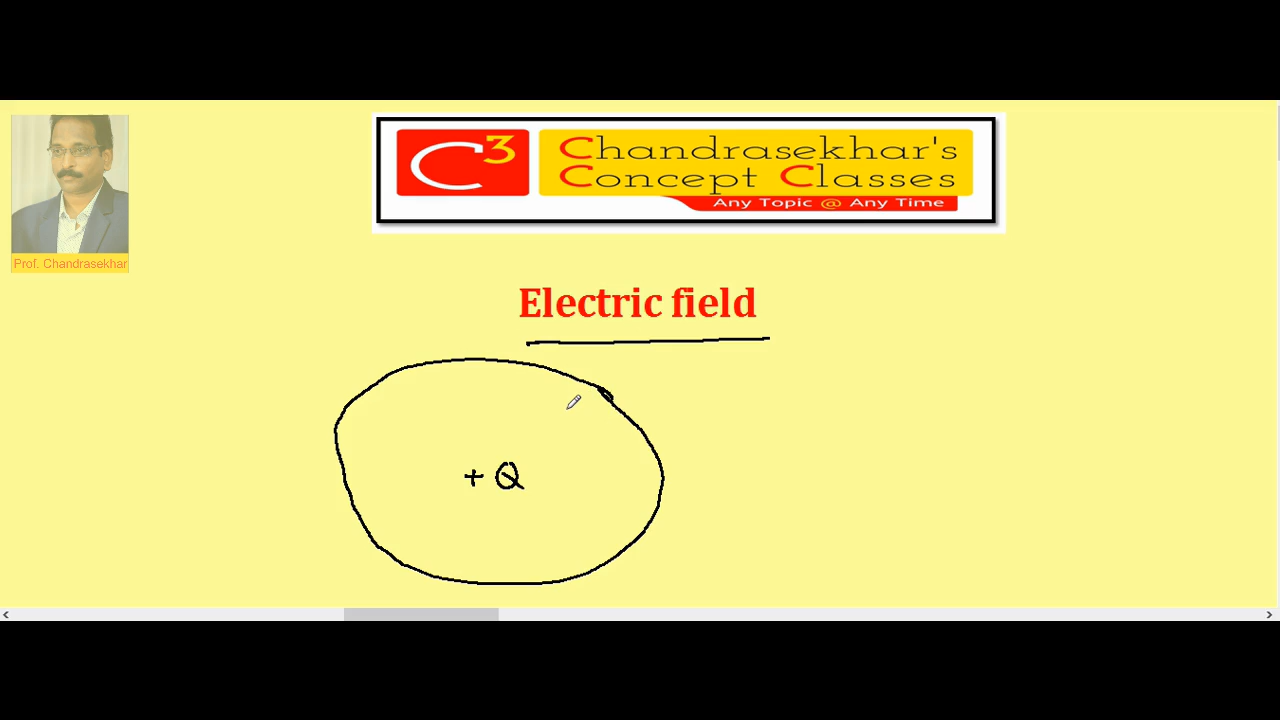 C3
Chandrasekhar's
Concept Classes
Any Topic @ Any Time
Prof. Chandrasekhar
Electric field
+ Q